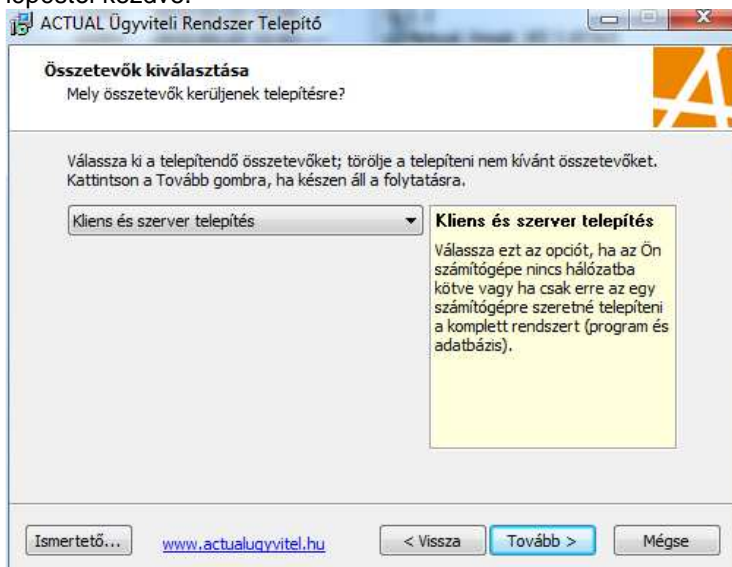 lépéstől kezdve.
ACTUAL Ügyviteli Rendszer Telepítő
Összetevők kiválasztása
Mely összetevők kerüljenek telepítésre?
Válassza ki a telepítendő összetevőket; törölje a telepíteni nem kívánt összetevőket.
Kattintson a Tovább gombra, ha készen áll a folytatásra.
Kliens és szerver telepítés
Kliens és szerver telepítés
Válassza ezt az opciót, ha az Ön
számítógépe nincs hálózatba
kötve vagy ha csak erre az egy
számítógépre szeretné telepíteni
a komplett rendszert (program és
adatbázis).
Ismertető... www.actualugyvitel.hu < Vissza Tovább > Mégse